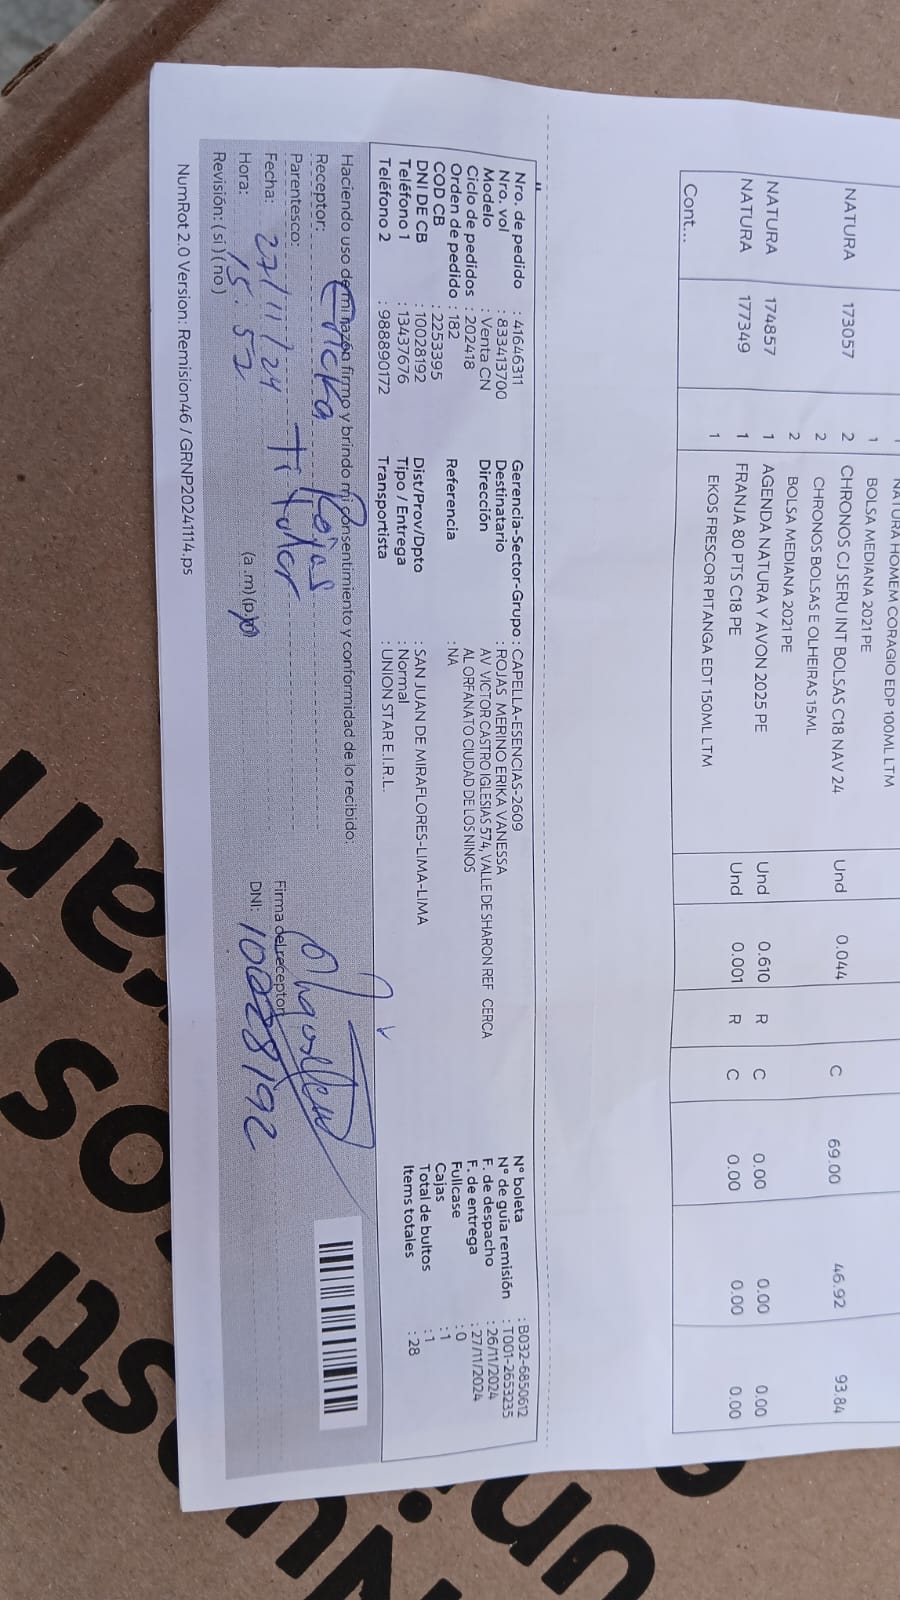 NATURA HOMEM CORAGIO EDP 100ML LTM
1 BOLSA MEDIANA 2021 PE
NATURA 173057 2 CHRONOS CJ SERU INT BOLSAS C18 NAV 24 Und 0.044 C 69.00 46.92 93.84
2 CHRONOS BOLSAS E OLHEIRAS 15ML
2 BOLSA MEDIANA 2021 PE
NATURA 174857 1 AGENDA NATURA Y AVON 2025 PE Und 0.610 R C 0.00 0.00 0.00
NATURA 177349 1 FRANJA 80 PTS C18 PE Und 0.001 R C 0.00 0.00 0.00
1 EKOS FRESCOR PITANGA EDT 150ML LTM
Cont...
Nro. de pedido : 41646311 Gerencia-Sector-Grupo : CAPELLA-ESENCIAS-2609 N° boleta : B032-6850612
Nro. vol : 83413700 Destinatario : ROJAS MERINO ERIKA VANESSA N° de guía remisión : T001-2653235
Modelo : Venta CN Dirección AV VICTOR CASTRO IGLESIAS 574, VALLE DE SHARON REF CERCA F. de despacho : 26/11/2024
Ciclo de pedidos : 202418 AL ORFANATO CIUDAD DE LOS NINOS F. de entrega : 27/11/2024
Orden de pedido : 182 Referencia : NA Fullcase : 0
COD CB : 2253395 Cajas : 1
DNI DE CB : 10028192 Dist/Prov/Dpto : SAN JUAN DE MIRAFLORES-LIMA-LIMA Total de bultos : 1
Teléfono 1 : 13437676 Tipo / Entrega : Normal Items totales : 28
Teléfono 2 : 988890172 Transportista : UNION STAR E.I.R.L.
Haciendo uso de mi razón firmo y brindo mi consentimiento y conformidad de lo recibido:
Receptor: Ericka Rojas
Parentesco: Titular
Fecha: 27/11/24 Firma del receptor
Hora: 15:52 (a .m) (p. DNI: 10028192
Revisión: ( si ) ( no )
NumRot 2.0 Version: Remision46 / GRNP20241114.ps